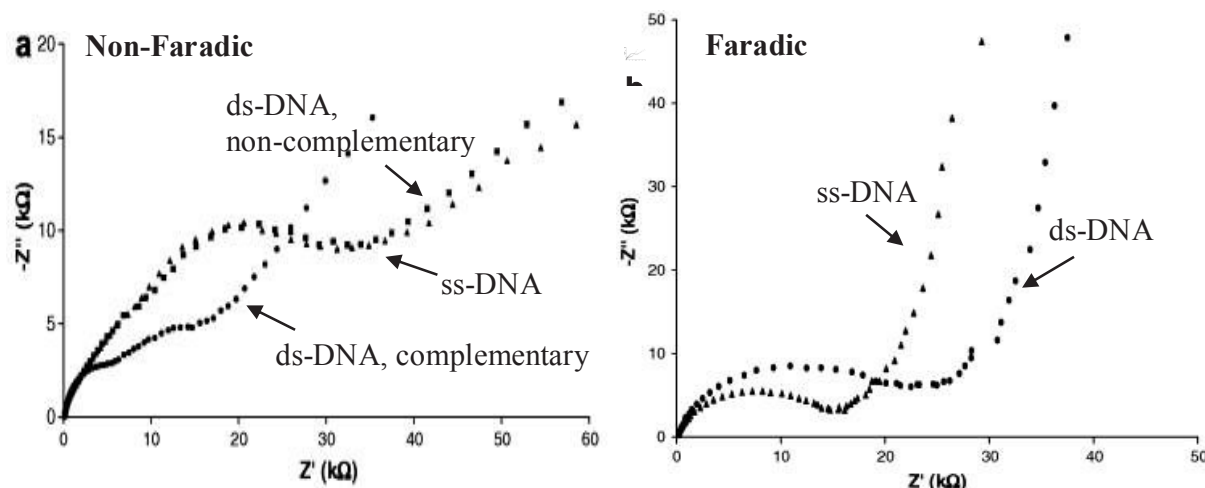 a Non-Faradic
20
15
10
5
0
-Z" (kΩ)
ds-DNA,
non-complementary
ss-DNA
ds-DNA, complementary
0 10 20 30 40 50 60
Z' (kΩ)
Faradic
50
40
30
20
10
0
-Z" (kΩ)
ss-DNA
ds-DNA
0 10 20 30 40 50
Z' (kΩ)